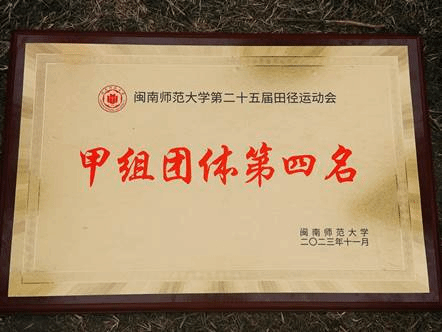 闽南师范大学第二十五届田径运动会
甲组团体第四名
闽南师范大学
二〇二三年十一月